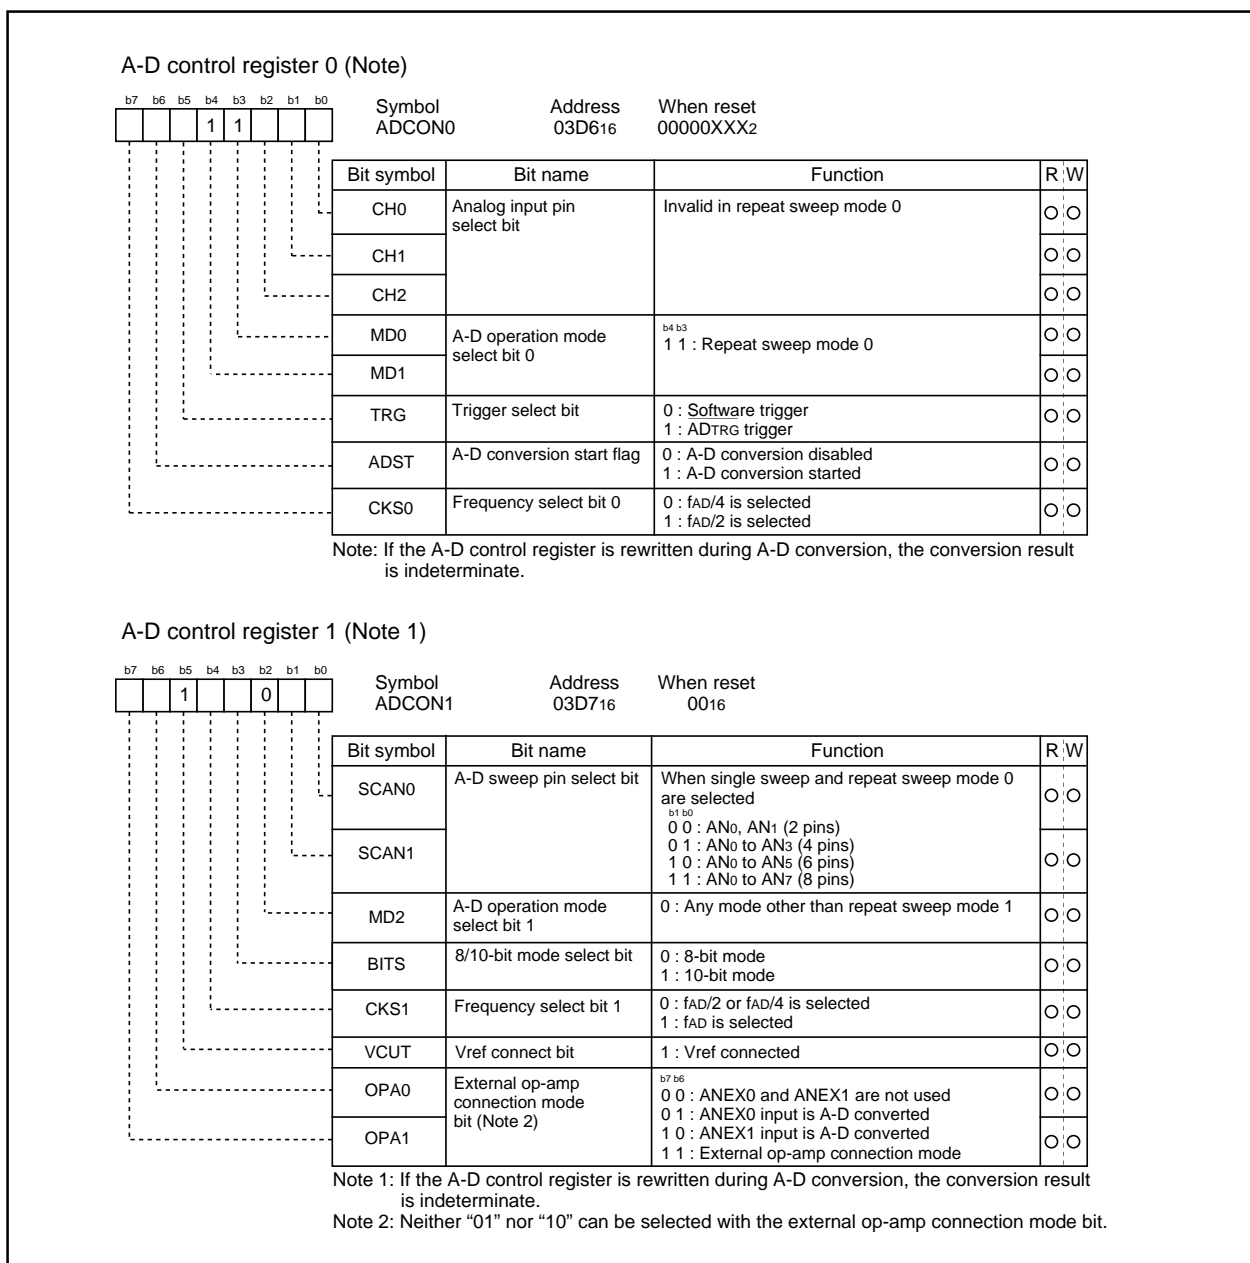 A-D control register 0 (Note)
b7 b6 b5 b4 b3 b2 b1 b0
1 1
Symbol Address When reset
ADCON0 03D616 00000XXX2
Bit symbol Bit name Function R W
CH0 Analog input pin select bit Invalid in repeat sweep mode 0
CH1
CH2
MD0 A-D operation mode select bit 0
b4 b3
1 1 : Repeat sweep mode 0
MD1
TRG Trigger select bit 0 : Software trigger
1 : ADTRG trigger
ADST A-D conversion start flag 0 : A-D conversion disabled
1 : A-D conversion started
CKS0 Frequency select bit 0 0 : fAD/4 is selected
1 : fAD/2 is selected
Note: If the A-D control register is rewritten during A-D conversion, the conversion result
is indeterminate.
A-D control register 1 (Note 1)
b7 b6 b5 b4 b3 b2 b1 b0
1 0
Symbol Address When reset
ADCON1 03D716 0016
Bit symbol Bit name Function R W
SCAN0 A-D sweep pin select bit When single sweep and repeat sweep mode 0
are selected
b1 b0
0 0 : AN0, AN1 (2 pins)
0 1 : AN0 to AN3 (4 pins)
1 0 : AN0 to AN5 (6 pins)
1 1 : AN0 to AN7 (8 pins)
SCAN1
MD2 A-D operation mode select bit 1 0 : Any mode other than repeat sweep mode 1
BITS 8/10-bit mode select bit 0 : 8-bit mode
1 : 10-bit mode
CKS1 Frequency select bit 1 0 : fAD/2 or fAD/4 is selected
1 : fAD is selected
VCUT Vref connect bit 1 : Vref connected
OPA0 External op-amp connection mode bit (Note 2)
b7 b6
0 0 : ANEX0 and ANEX1 are not used
0 1 : ANEX0 input is A-D converted
1 0 : ANEX1 input is A-D converted
1 1 : External op-amp connection mode
OPA1
Note 1: If the A-D control register is rewritten during A-D conversion, the conversion result
is indeterminate.
Note 2: Neither “01” nor “10” can be selected with the external op-amp connection mode bit.